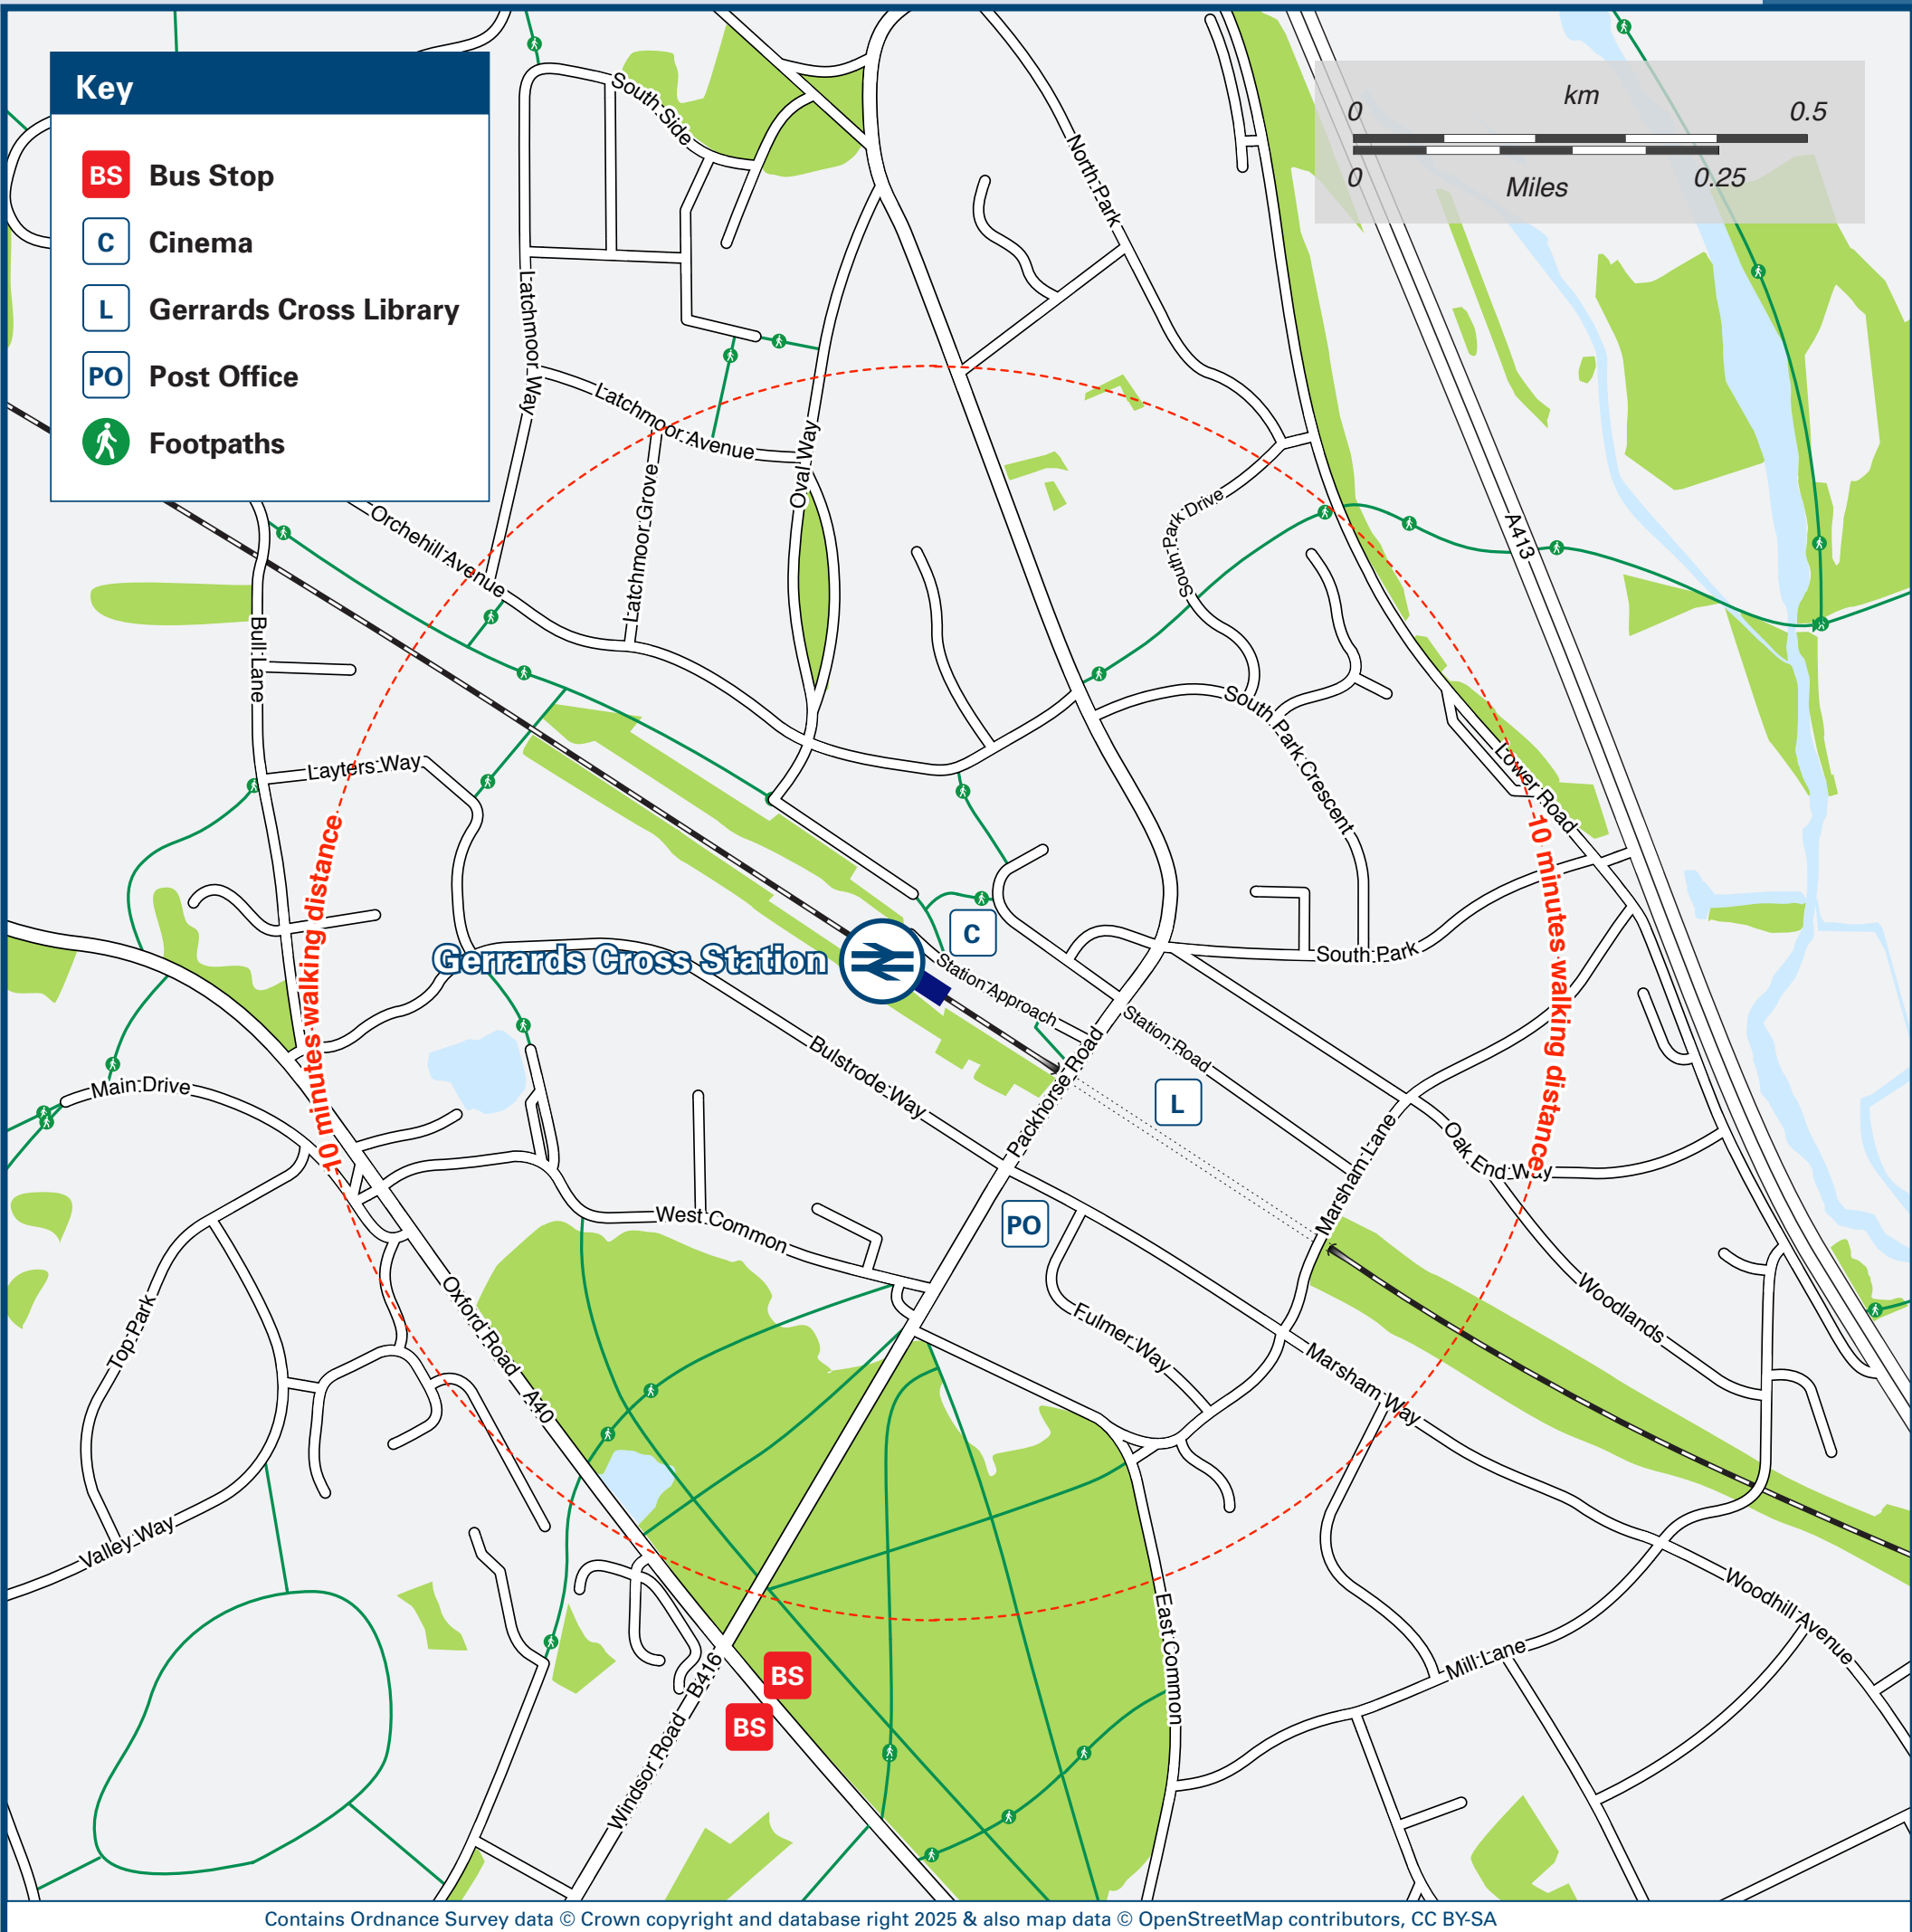 Key
BS Bus Stop
C Cinema
L Gerrards Cross Library
PO Post Office
Footpaths
km
0 0.5
0 0.25
Miles
South Side
North Park
Latchmoor Way
Latchmoor Avenue
Oval Way
Latchmoor Grove
Orchehill Avenue
South Park Drive
A413
Bull Lane
Layters Way
South Park Crescent
Lower Road
10 minutes walking distance
10 minutes walking distance
C
Gerrards Cross Station
Station Approach
South Park
Station Road
Main Drive
Bulstrode Way
Packhorse Road
L
Marsham Lane
Oak End Way
West Common
PO
Top Park
Oxford Road
A40
Fulmer Way
Woodlands
Marsham Way
Valley Way
Woodhill Avenue
East Common
Mill Lane
B416
BS
BS
Windsor Road
Contains Ordnance Survey data © Crown copyright and database right 2025 & also map data © OpenStreetMap contributors, CC BY-SA